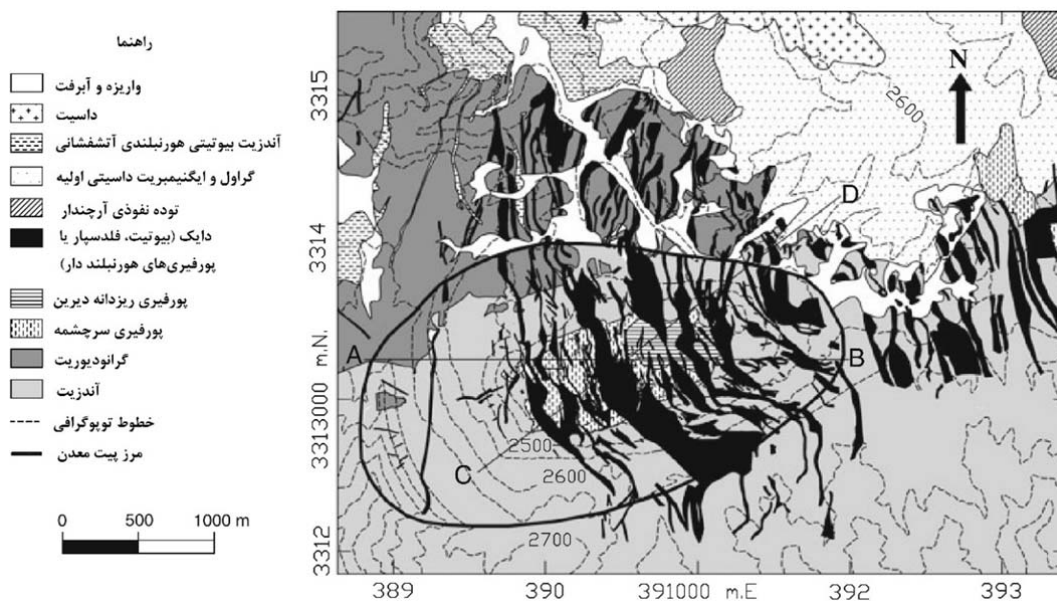 راهنما
واریزه و آبرفت
داسیت
آندزیت بیوتیتی هورنبلندی آتشفشانی
گراول و ایگنیمبریت داسیتی اولیه
توده نفوذی آرچندار
دایک (بیوتیت، فلدسپار یا
پورفیری‌های هورنبلند دار)
پورفیری ریزدانه دیرین
پورفیری سرچشمه
گرانودیوریت
آندزیت
خطوط توپوگرافی
مرز پیت معدن
0 500 1000 m
N
2600
D
A
B
C
2500
2600
2700
3315
3314
3313000 m.N.
3312
389 390 391000 m.E 392 393